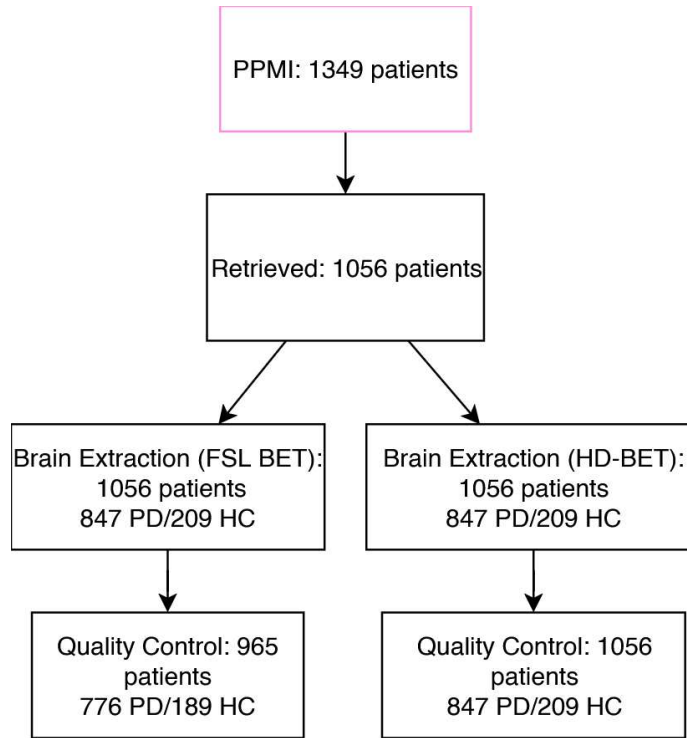 PPMI: 1349 patients
Retrieved: 1056 patients
Brain Extraction (FSL BET):
1056 patients
847 PD/209 HC
Brain Extraction (HD-BET):
1056 patients
847 PD/209 HC
Quality Control: 965
patients
776 PD/189 HC
Quality Control: 1056
patients
847 PD/209 HC